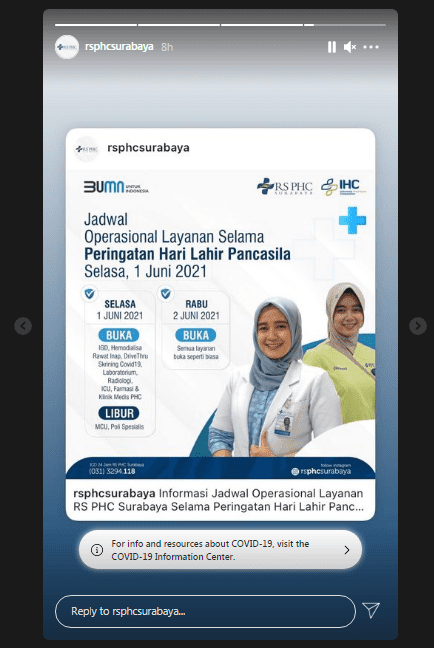 rsphcsurabaya 8h
rsphcsurabaya
BUMN UNTUK
INDONESIA
RS PHC
SURABAYA
IHC
Jadwal
Operasional Layanan Selama
Peringatan Hari Lahir Pancasila
Selasa, 1 Juni 2021
SELASA
1 JUNI 2021
BUKA
IGD, Hemodialisa
Rawat Inap, DriveThru
Skrining Covid19,
Laboratorium,
Radiologi,
ICU, Farmasi &
Klinik Medis PHC
LIBUR
MCU, Poli Spesialis
RABU
2 JUNI 2021
BUKA
Semua layanan
buka seperti biasa
IGD 24 Jam RS PHC Surabaya
(031) 3294.118
follow instagram
rsphcsurabaya
rsphcsurabaya Informasi Jadwal Operasional Layanan
RS PHC Surabaya Selama Peringatan Hari Lahir Panc...
For info and resources about COVID-19, visit the
COVID-19 Information Center.
Reply to rsphcsurabaya...